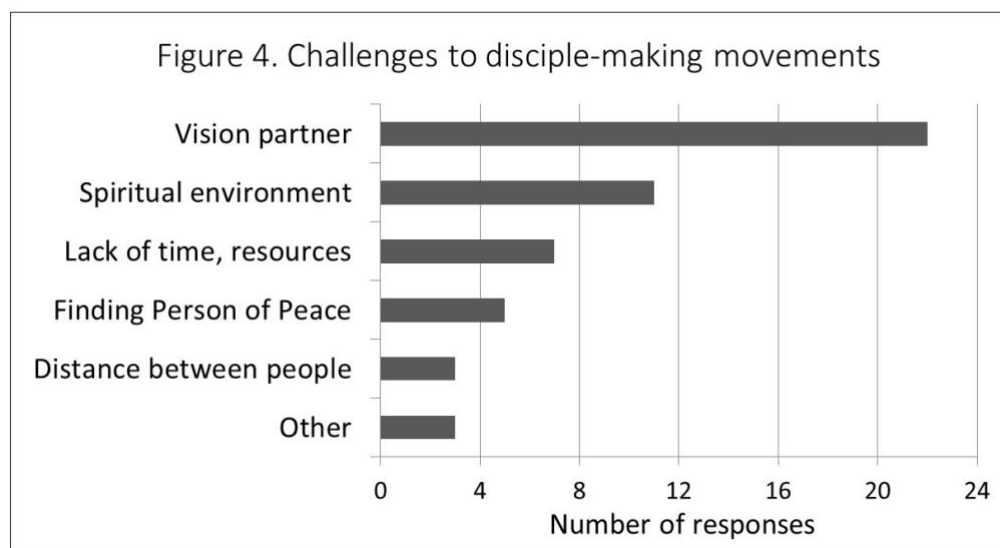 Figure 4. Challenges to disciple-making movements
Vision partner
Spiritual environment
Lack of time, resources
Finding Person of Peace
Distance between people
Other
0 4 8 12 16 20 24
Number of responses